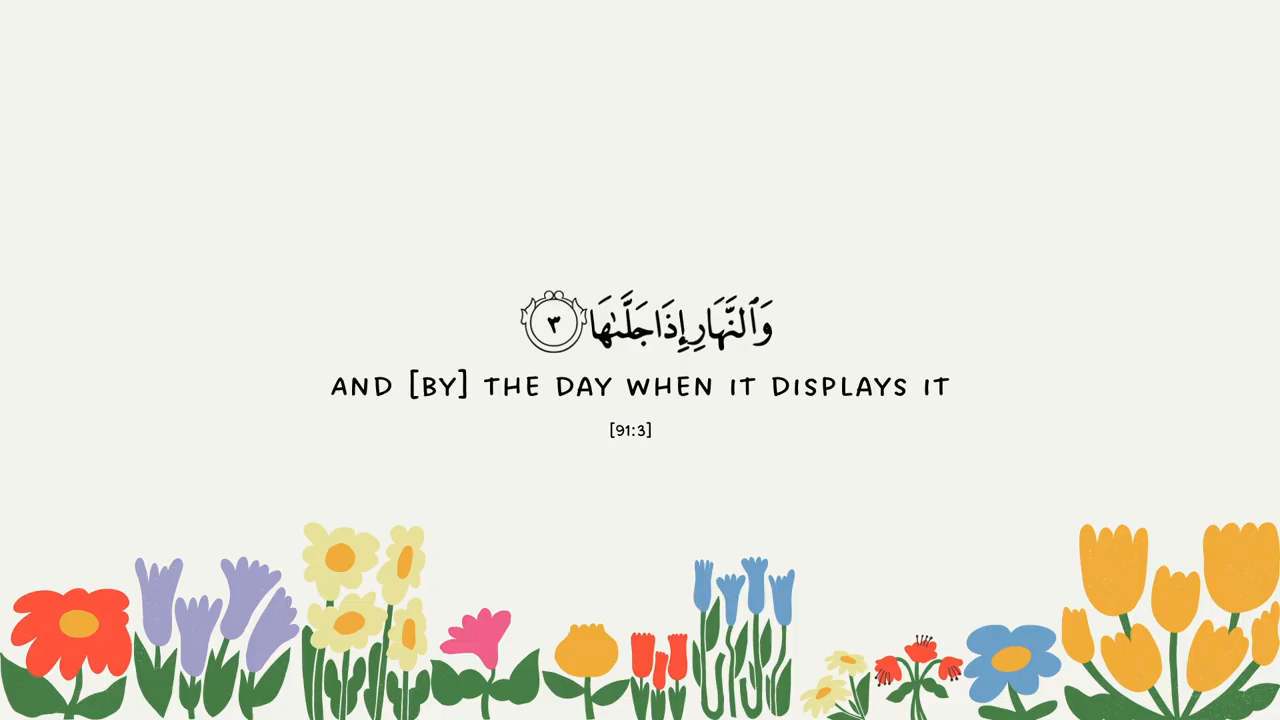 وَٱلنَّهَارِ إِذَا جَلَّىٰهَا ٣
AND [BY] THE DAY WHEN IT DISPLAYS IT
[91:3]